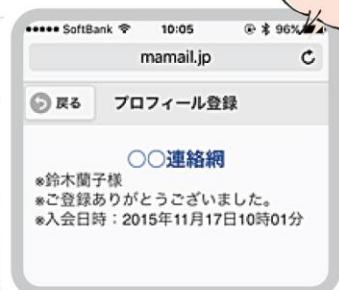 ●●●●● SoftBank 10:05 96%
mamail.jp
戻る プロフィール登録
〇〇連絡網
※鈴木蘭子様
※ご登録ありがとうございました。
※入会日時：2015年11月17日10時01分